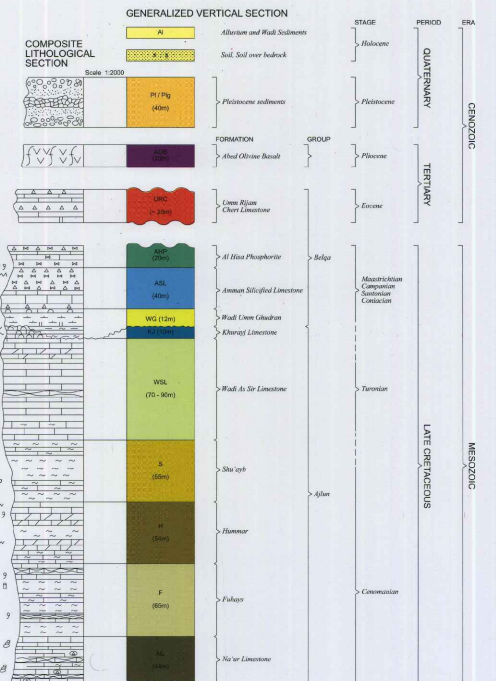 GENERALIZED VERTICAL SECTION
STAGE PERIOD ERA
COMPOSITE
LITHOLOGICAL
SECTION
Scale 1:2000
Al Alluvium and Wadi Sediments
Soil, Soil over bedrock
Holocene
Pl / Plg
(40m)
Pleistocene sediments
Pleistocene
QUATERNARY
CENOZOIC
FORMATION GROUP
Abed Olivine Basalt
Pliocene
TERTIARY
URC
Umm Rijam
Chert Limestone
Eocene
AHP
(20m)
Al Hisa Phosphorite
Belqa
ASL
(40m)
Amman Silicified Limestone
Maastrichtian
Campanian
Santonian
Coniacian
WG (12m)
Wadi Umm Ghudran
Khurayj Limestone
WSL
(70 - 90m)
Wadi As Sir Limestone
Turonian
LATE CRETACEOUS
MESOZOIC
S
(55m)
Shu'ayb
Ajlun
H
Hummar
F
(65m)
Fuhays
Cenomanian
Na'ur Limestone